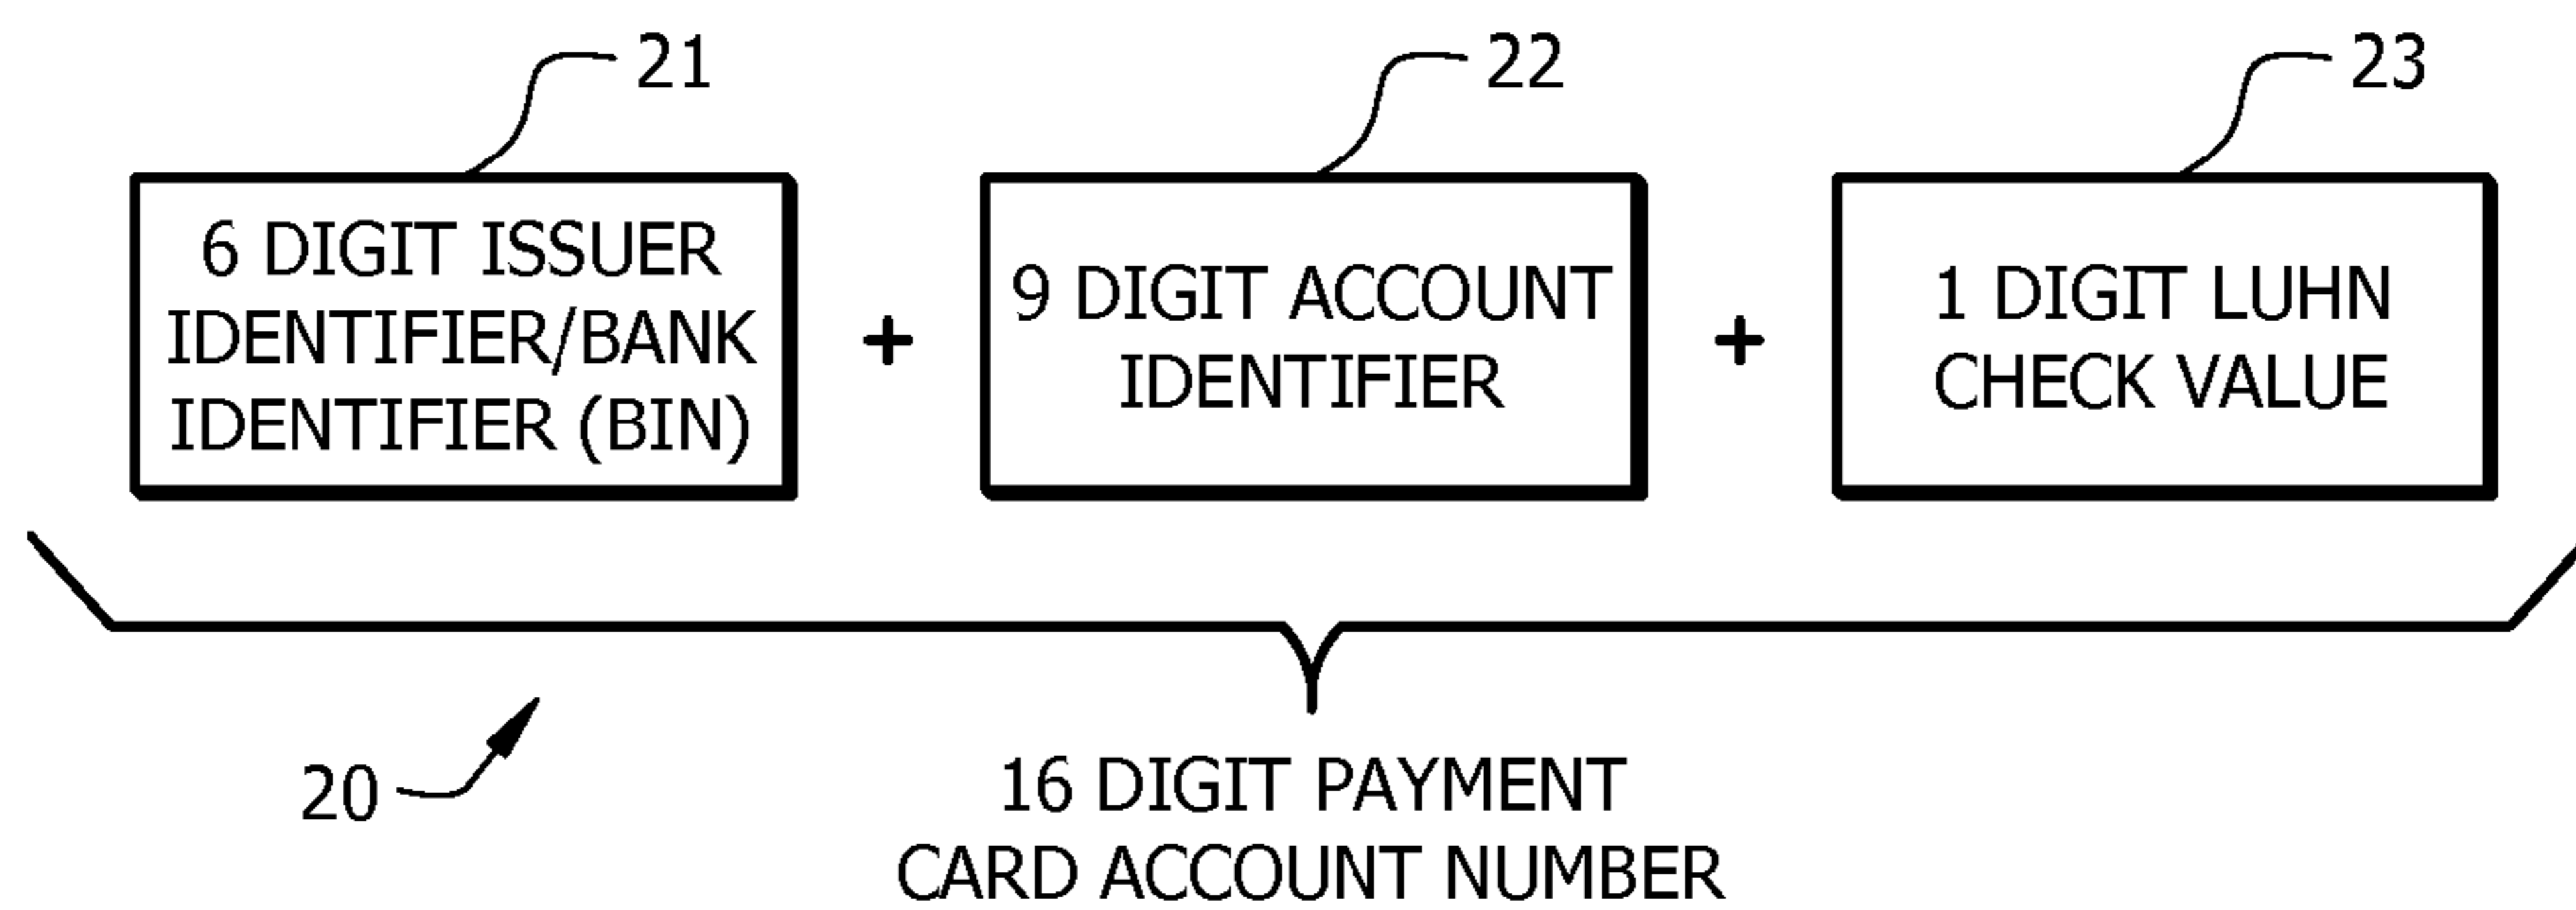 21
22
23
6 DIGIT ISSUER
IDENTIFIER/BANK
IDENTIFIER (BIN)
+
9 DIGIT ACCOUNT
IDENTIFIER
+
1 DIGIT LUHN
CHECK VALUE
20
16 DIGIT PAYMENT
CARD ACCOUNT NUMBER